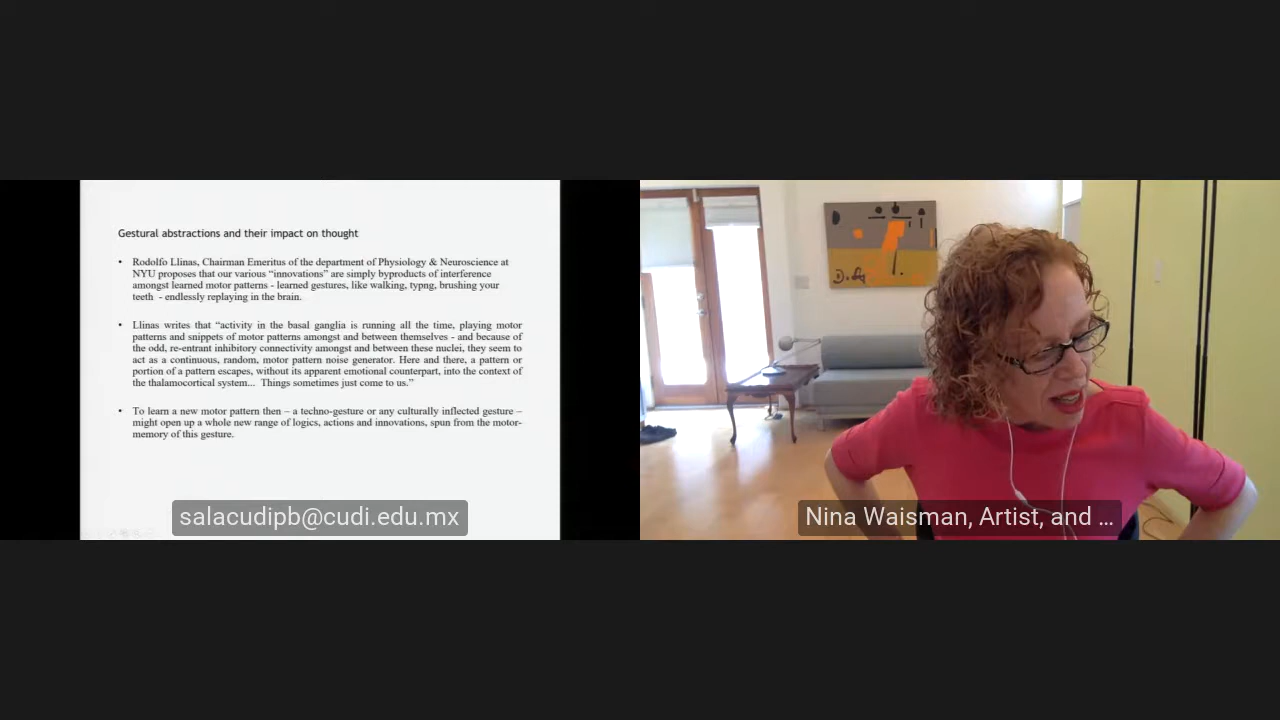 Gestural abstractions and their impact on thought
• Rodolfo Llinas, Chairman Emeritus of the department of Physiology & Neuroscience at
NYU proposes that our various “innovations” are simply byproducts of interference
amongst learned motor patterns - learned gestures, like walking, typng, brushing your
teeth - endlessly replaying in the brain.
• Llinas writes that “activity in the basal ganglia is running all the time, playing motor
patterns and snippets of motor patterns amongst and between themselves - and because of
the odd, re-entrant inhibitory connectivity amongst and between these nuclei, they seem to
act as a continuous, random, motor pattern noise generator. Here and there, a pattern or
portion of a pattern escapes, without its apparent emotional counterpart, into the context of
the thalamocortical system... Things sometimes just come to us.”
• To learn a new motor pattern then – a techno-gesture or any culturally inflected gesture –
might open up a whole new range of logics, actions and innovations, spun from the motor-
memory of this gesture.
salacudipb@cudi.edu.mx
Nina Waisman, Artist, and ...